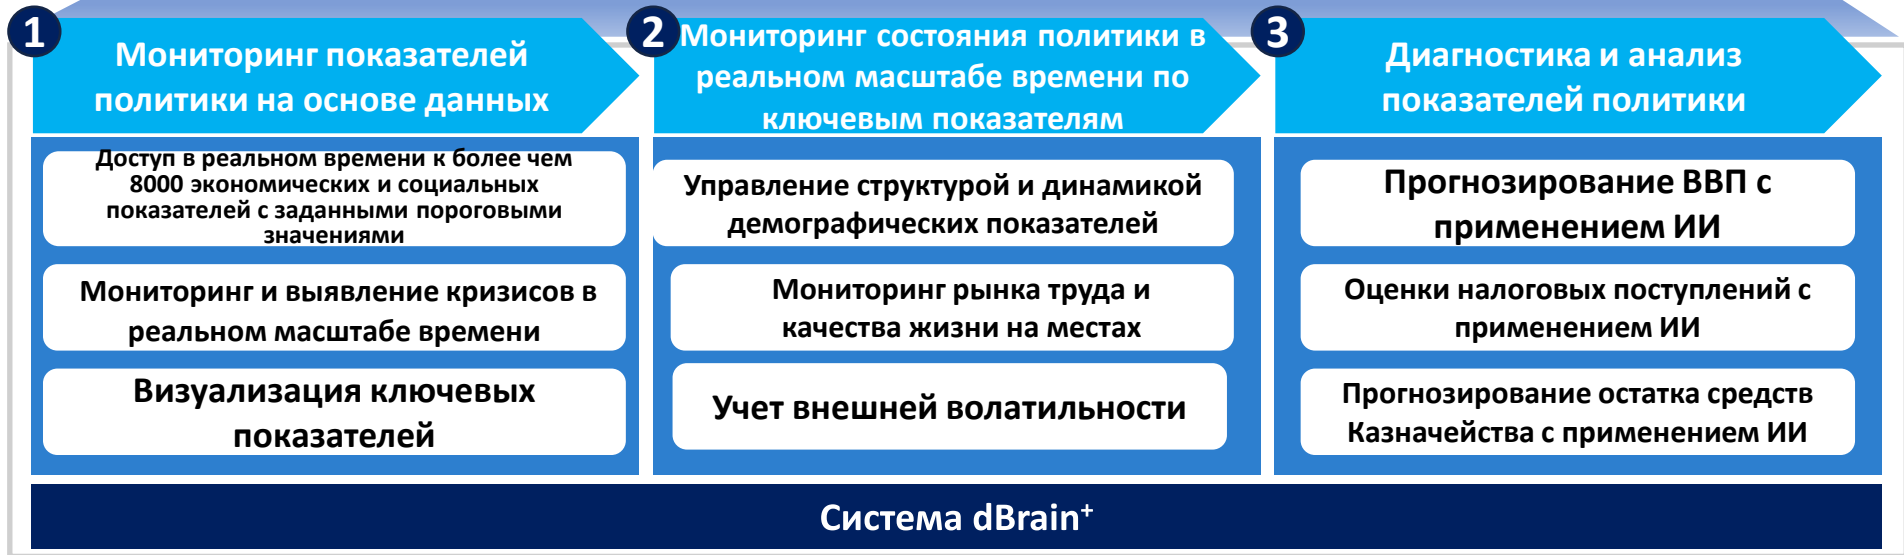 1
Мониторинг показателей
политики на основе данных
Доступ в реальном времени к более чем
8000 экономических и социальных
показателей с заданными пороговыми
значениями
Мониторинг и выявление кризисов в
реальном масштабе времени
Визуализация ключевых
показателей
2
Мониторинг состояния политики в
реальном масштабе времени по
ключевым показателям
Управление структурой и динамикой
демографических показателей
Мониторинг рынка труда и
качества жизни на местах
Учет внешней волатильности
3
Диагностика и анализ
показателей политики
Прогнозирование ВВП с
применением ИИ
Оценки налоговых поступлений с
применением ИИ
Прогнозирование остатка средств
Казначейства с применением ИИ
Система dBrain⁺